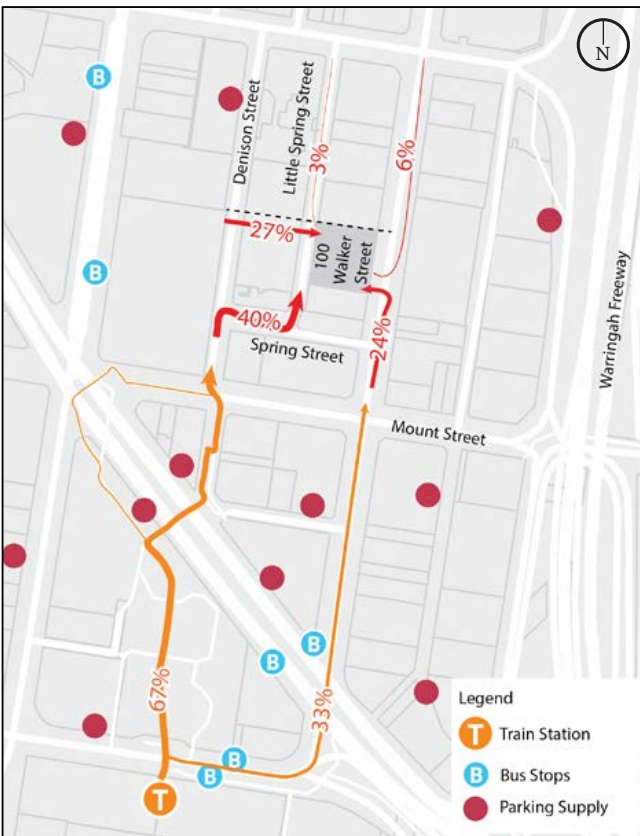 N
B
Denison Street
Little Spring Street
3%
6%
27%
100
Walker
Street
B
Warringah Freeway
40%
24%
Spring Street
Mount Street
67%
33%
B
B
B
B
T
Legend
T Train Station
B Bus Stops
Parking Supply